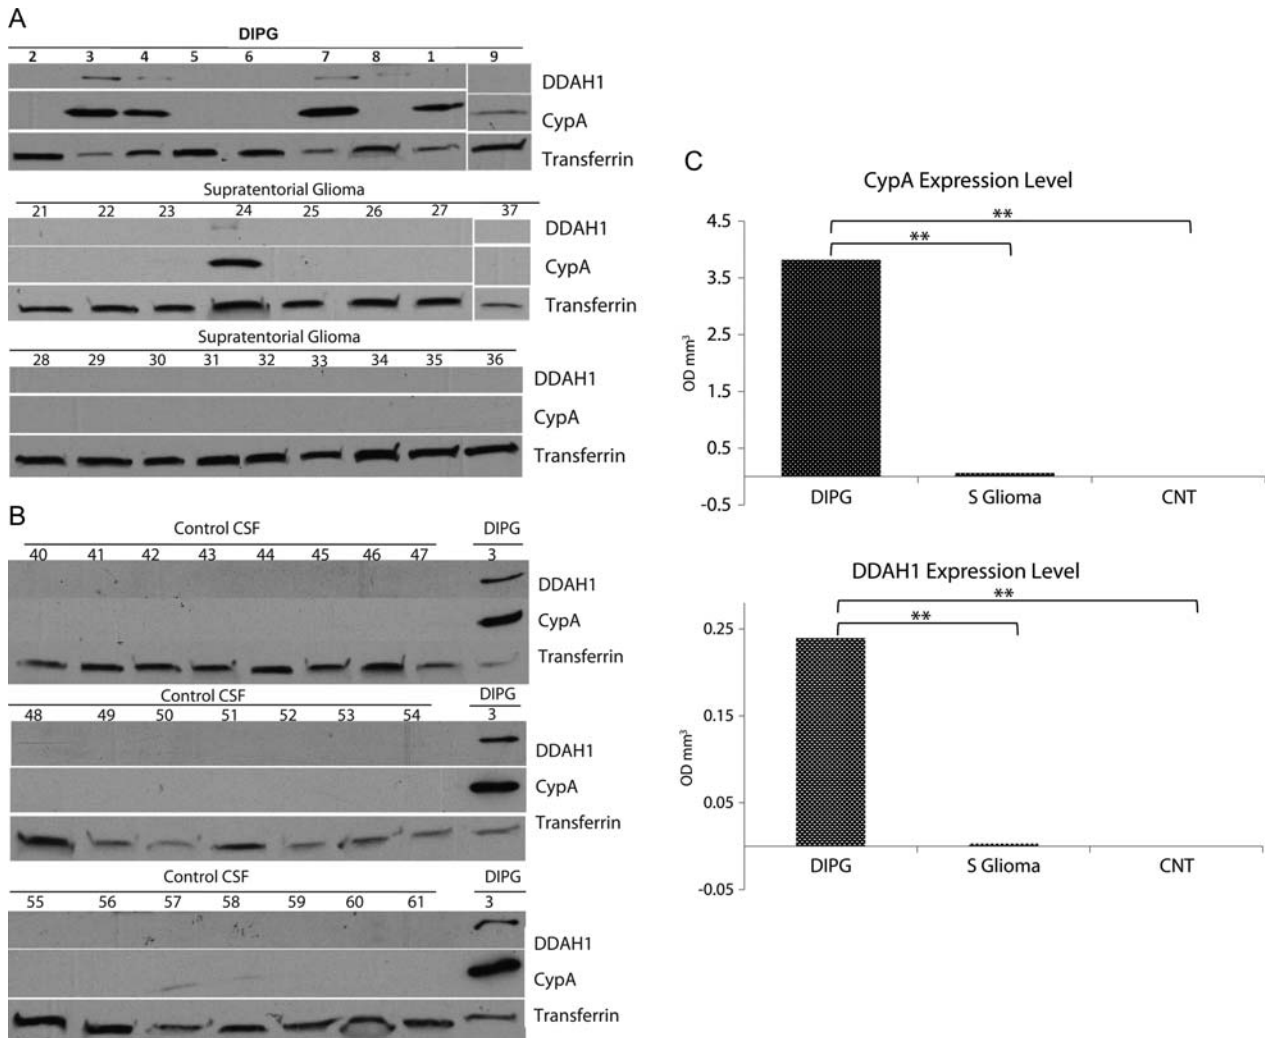 A
DIPG
2 3 4 5 6 7 8 1 9
DDAH1
CypA
Transferrin
Supratentorial Glioma
21 22 23 24 25 26 27 37
DDAH1
CypA
Transferrin
Supratentorial Glioma
28 29 30 31 32 33 34 35 36
DDAH1
CypA
Transferrin
B
Control CSF DIPG
40 41 42 43 44 45 46 47 3
DDAH1
CypA
Transferrin
Control CSF DIPG
48 49 50 51 52 53 54 3
DDAH1
CypA
Transferrin
Control CSF DIPG
55 56 57 58 59 60 61 3
DDAH1
CypA
Transferrin
C
CypA Expression Level
**
**
4.5
3.5
2.5
1.5
0.5
-0.5
OD mm³
DIPG S Glioma CNT
DDAH1 Expression Level
**
**
0.25
0.15
0.05
-0.05
OD mm³
DIPG S Glioma CNT